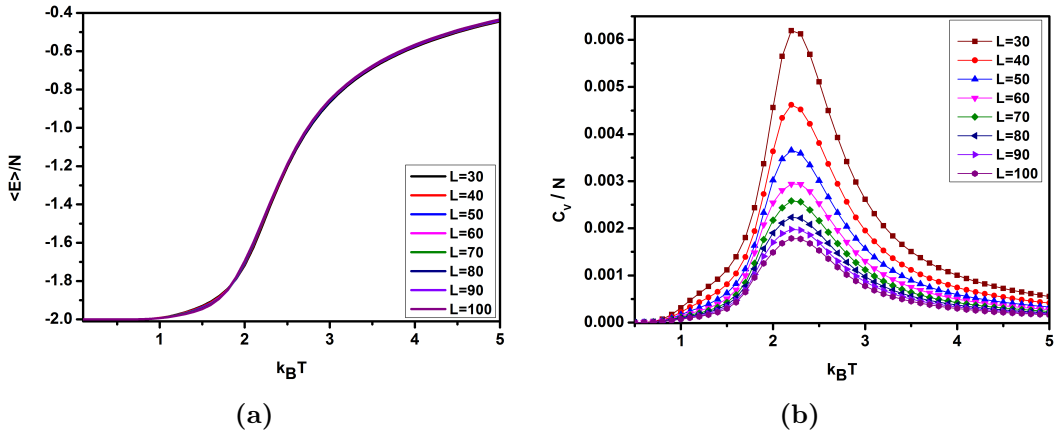 -0.4
-0.6
-0.8
-1.0
-1.2
-1.4
-1.6
-1.8
-2.0
<E>/N
1 2 3 4 5
k_B T
L=30
L=40
L=50
L=60
L=70
L=80
L=90
L=100
(a)
0.006
0.005
0.004
0.003
0.002
0.001
0.000
C_v / N
1 2 3 4 5
k_B T
L=30
L=40
L=50
L=60
L=70
L=80
L=90
L=100
(b)